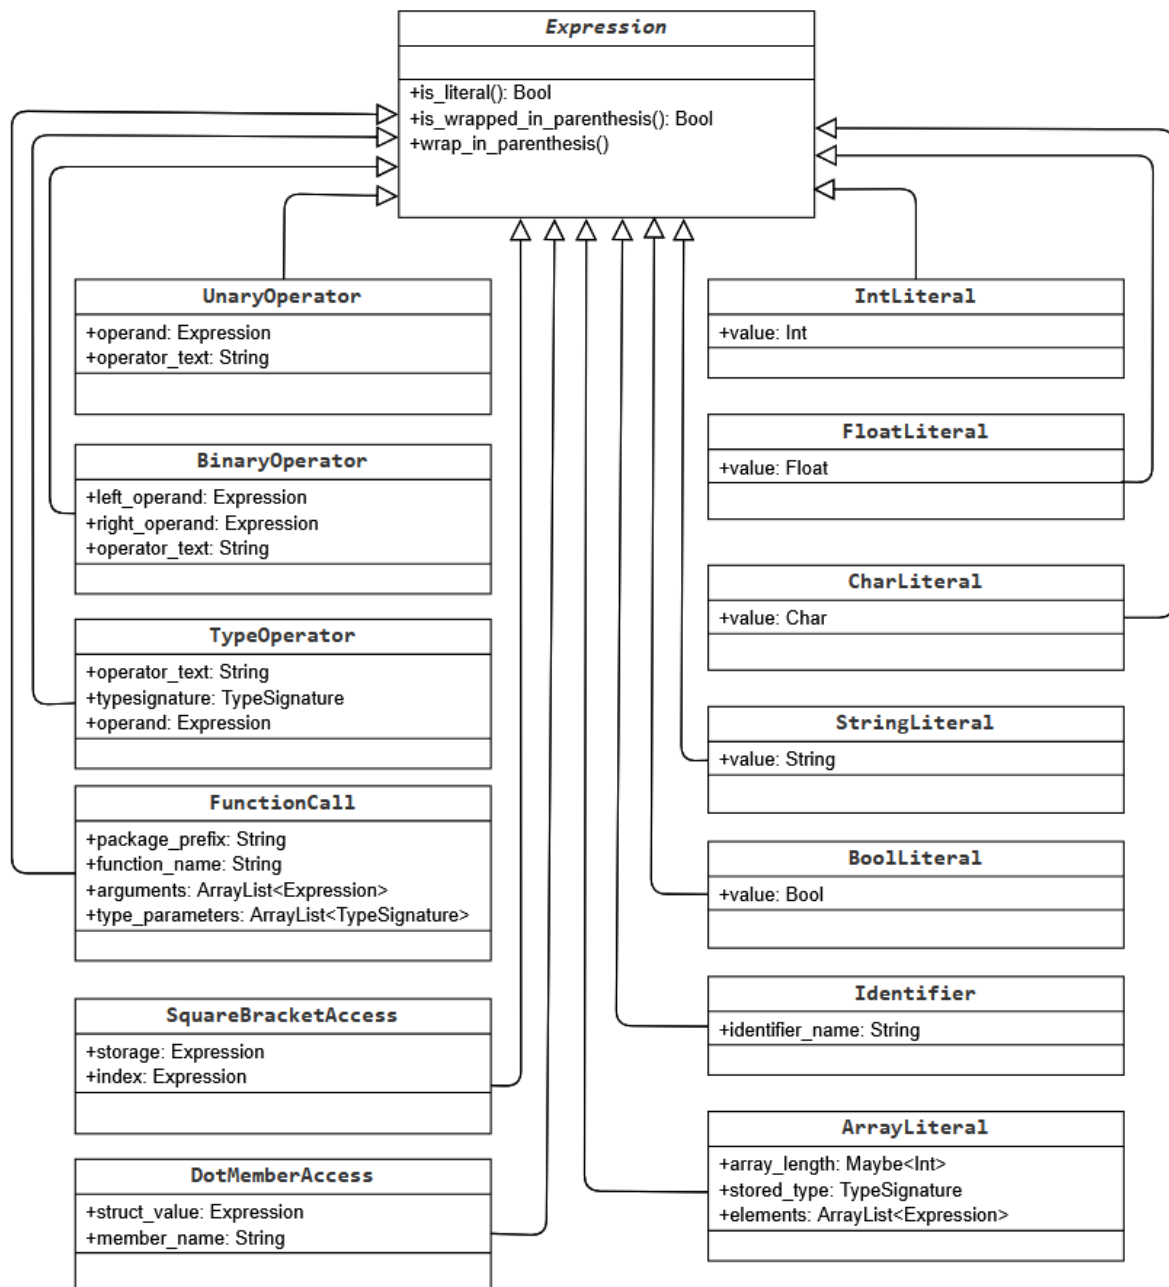 Expression
+is_literal(): Bool
+is_wrapped_in_parenthesis(): Bool
+wrap_in_parenthesis()
UnaryOperator
+operand: Expression
+operator_text: String
BinaryOperator
+left_operand: Expression
+right_operand: Expression
+operator_text: String
TypeOperator
+operator_text: String
+typesignature: TypeSignature
+operand: Expression
FunctionCall
+package_prefix: String
+function_name: String
+arguments: ArrayList<Expression>
+type_parameters: ArrayList<TypeSignature>
SquareBracketAccess
+storage: Expression
+index: Expression
DotMemberAccess
+struct_value: Expression
+member_name: String
IntLiteral
+value: Int
FloatLiteral
+value: Float
CharLiteral
+value: Char
StringLiteral
+value: String
BoolLiteral
+value: Bool
Identifier
+identifier_name: String
ArrayLiteral
+array_length: Maybe<Int>
+stored_type: TypeSignature
+elements: ArrayList<Expression>